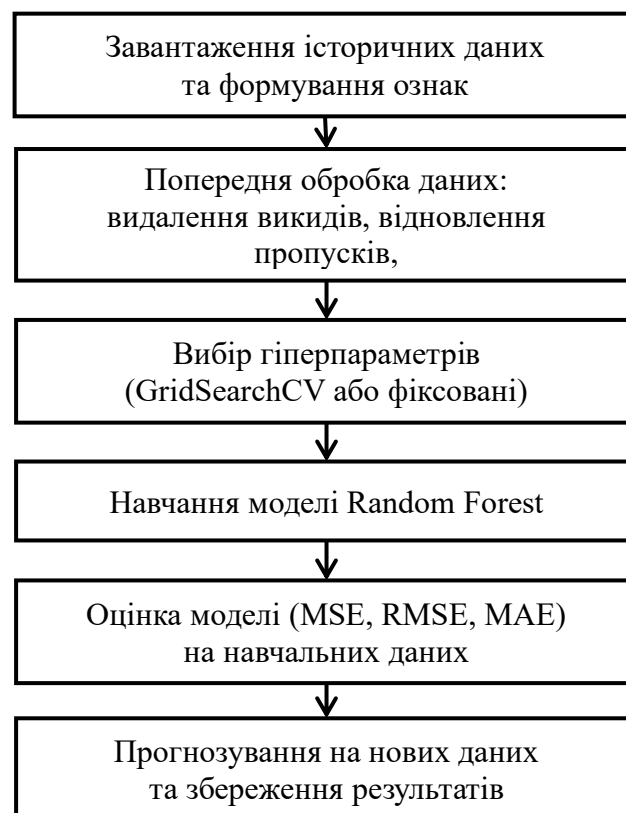 Завантаження історичних даних
та формування ознак
Попередня обробка даних:
видалення викидів, відновлення
пропусків,
Вибір гіперпараметрів
(GridSearchCV або фіксовані)
Навчання моделі Random Forest
Оцінка моделі (MSE, RMSE, MAE)
на навчальних даних
Прогнозування на нових даних
та збереження результатів